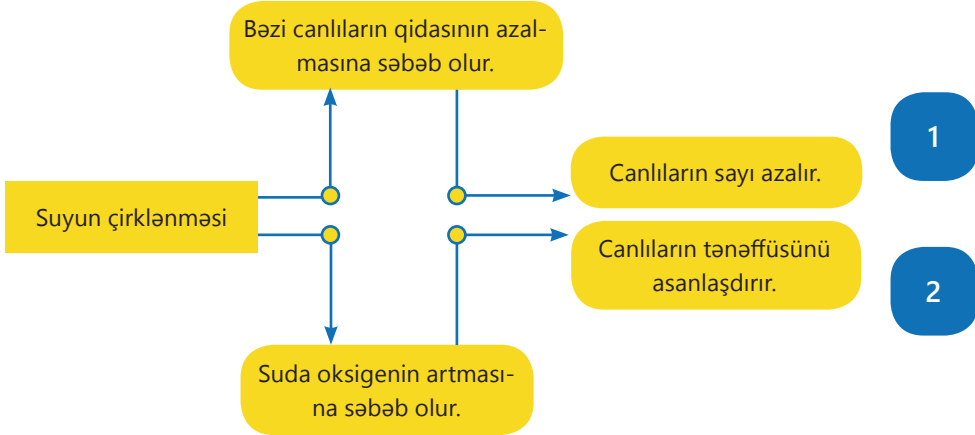 Bəzi canlıların qidasının azal-
masına səbəb olur.
Suyun çirklənməsi
Canlıların sayı azalır.
1
Canlıların tənəffüsünü
asanlaşdırır.
2
Suda oksigenin artması-
na səbəb olur.